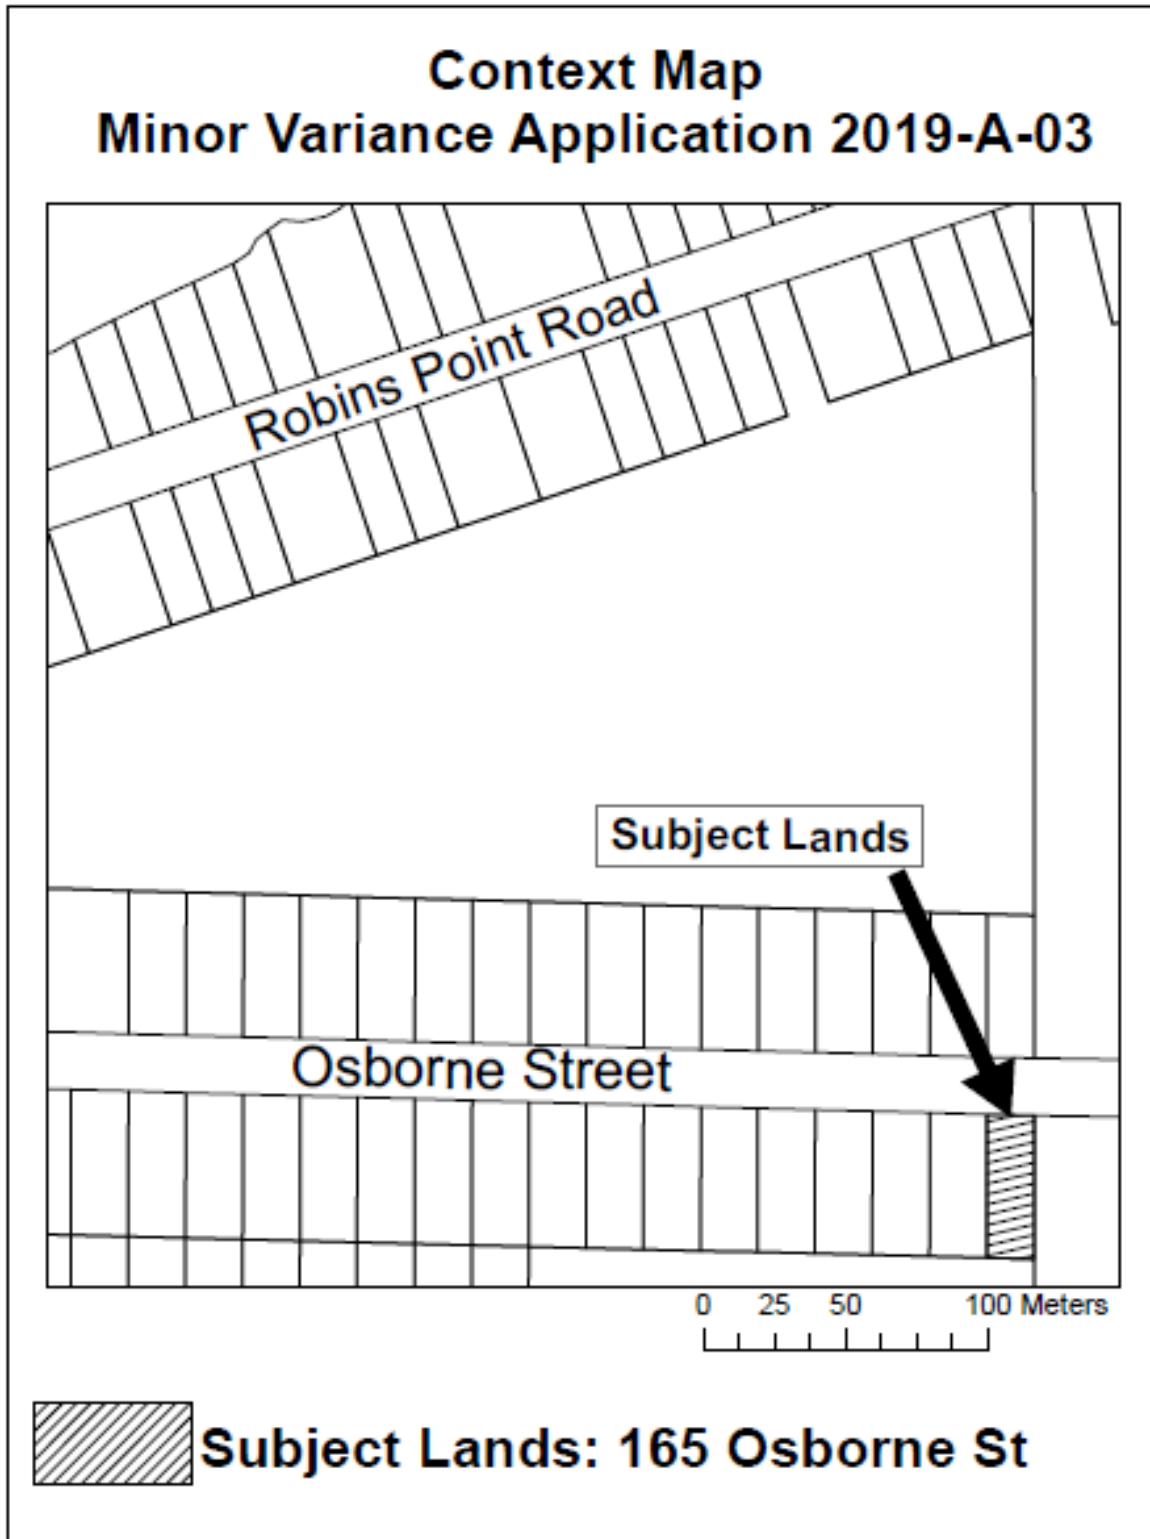 Context Map
Minor Variance Application 2019-A-03
Robins Point Road
Subject Lands
Osborne Street
0 25 50 100 Meters
Subject Lands: 165 Osborne St